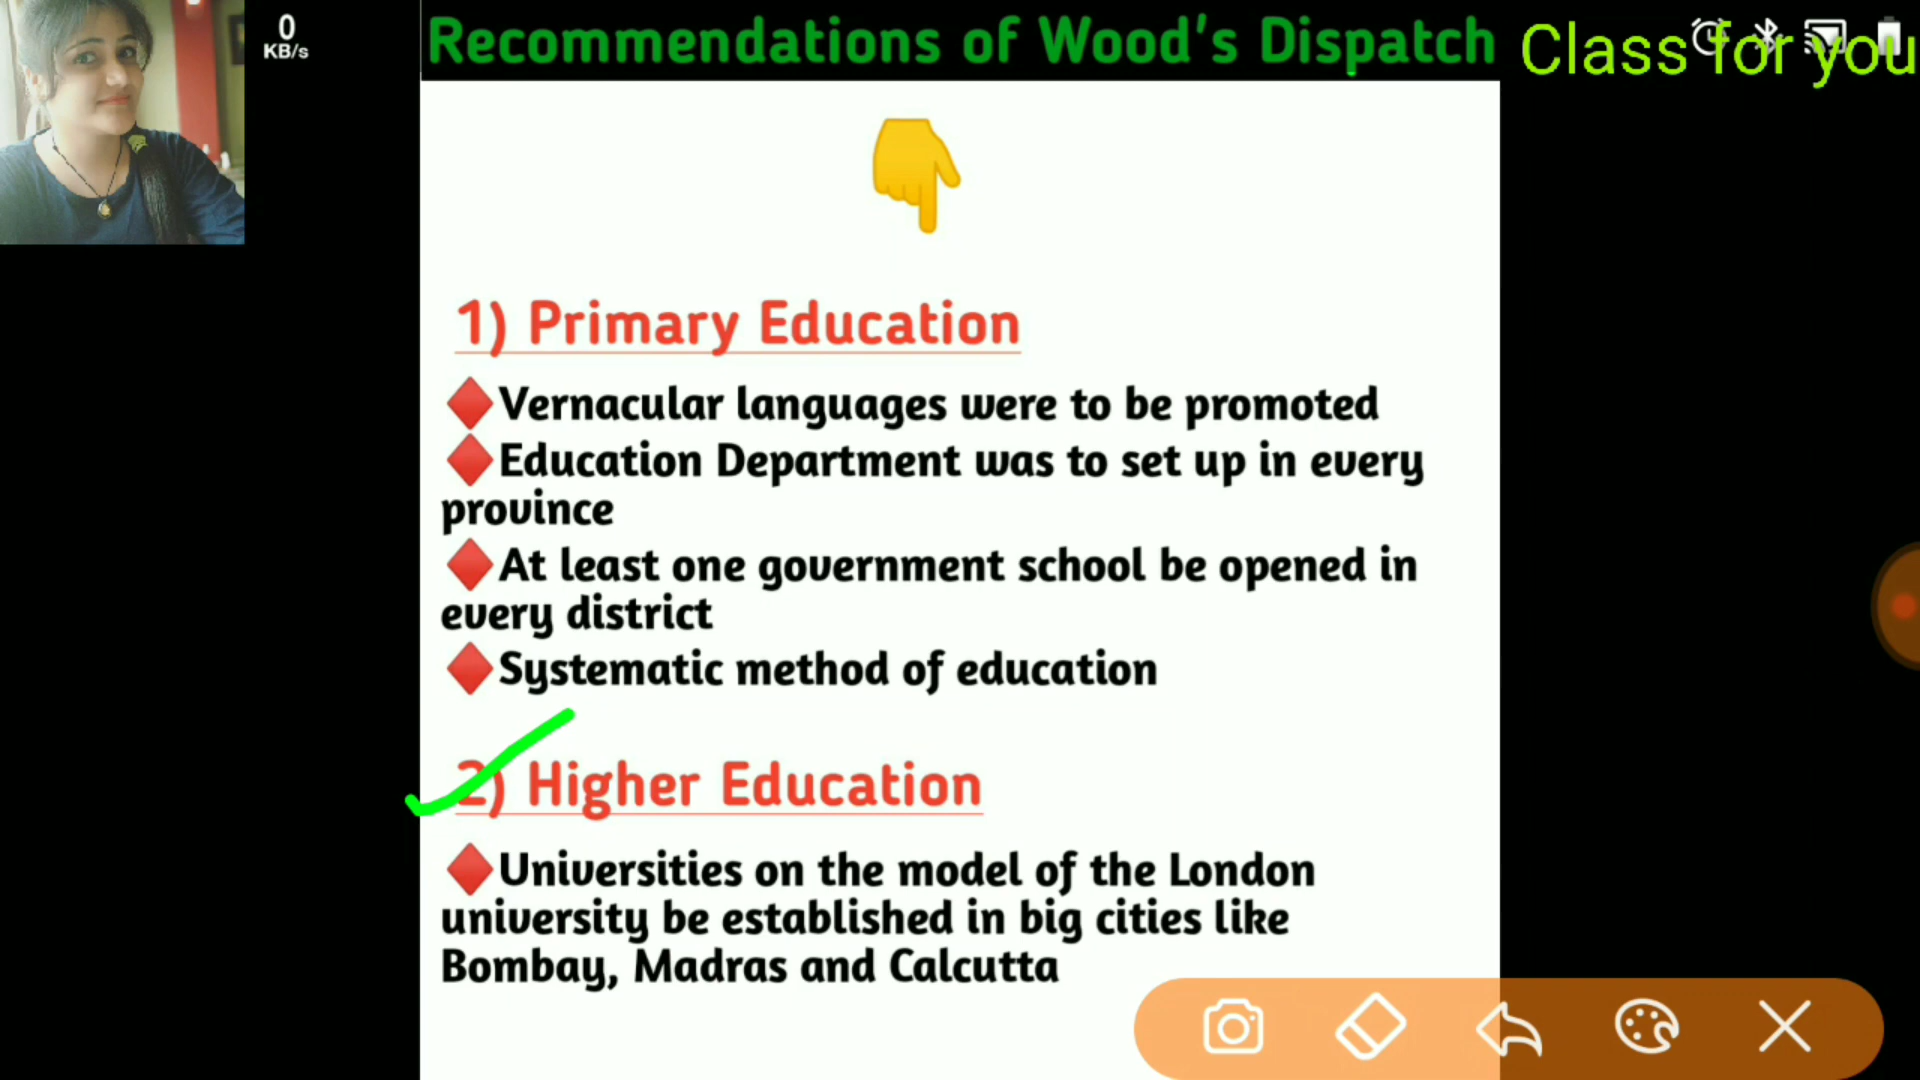 0
KB/s
Recommendations of Wood's Dispatch
Class for you
1) Primary Education
♦Vernacular languages were to be promoted
♦Education Department was to set up in every
province
♦At least one government school be opened in
every district
♦Systematic method of education
2) Higher Education
♦Universities on the model of the London
university be established in big cities like
Bombay, Madras and Calcutta